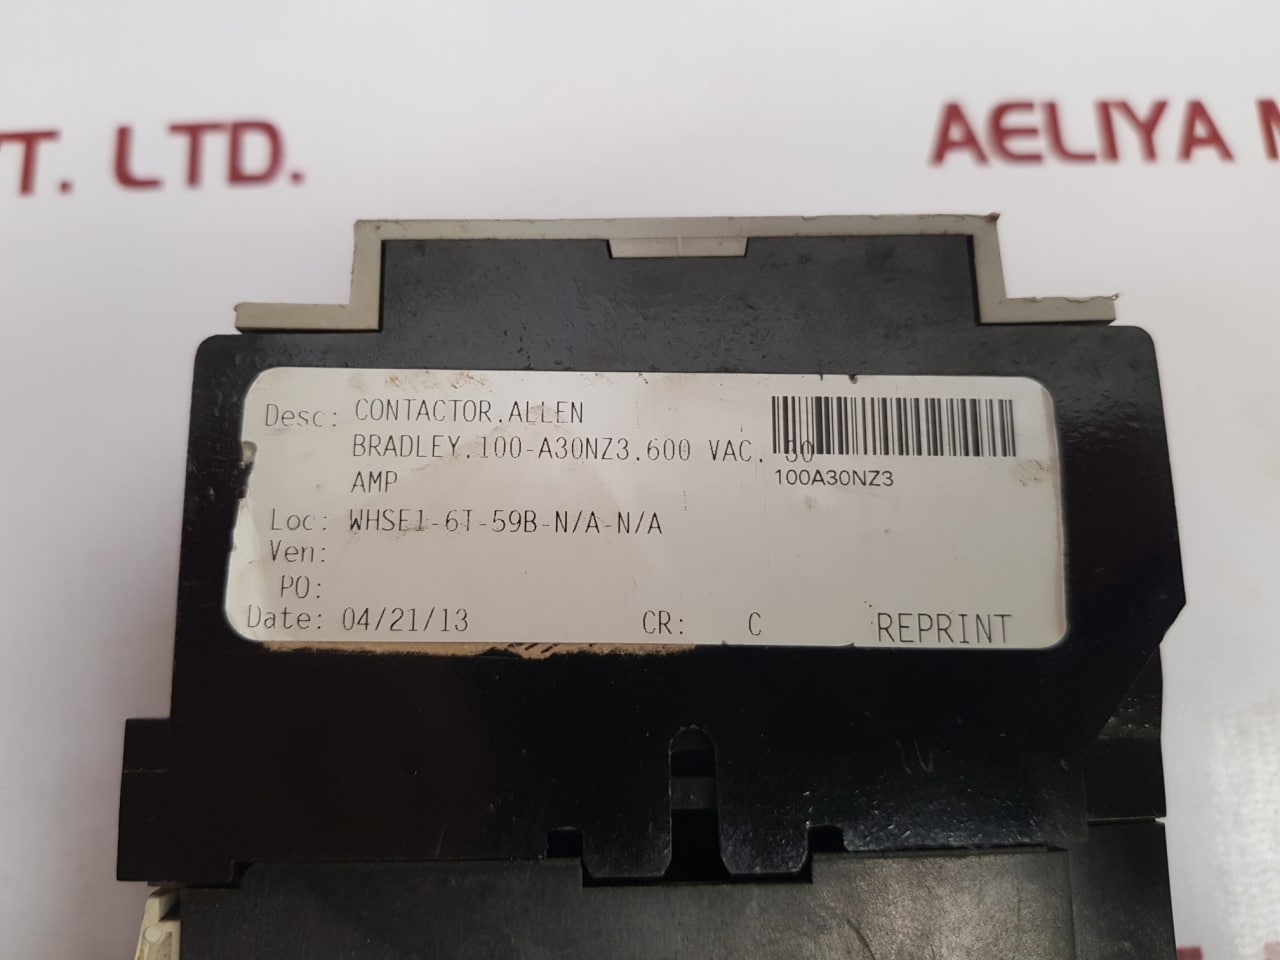 T. LTD.
AELIYA M
Desc: CONTACTOR.ALLEN
BRADLEY.100-A30NZ3.600 VAC. 50
AMP
100A30NZ3
Loc: WHSE1-6T-59B-N/A-N/A
Ven:
PO:
Date: 04/21/13 CR: C REPRINT